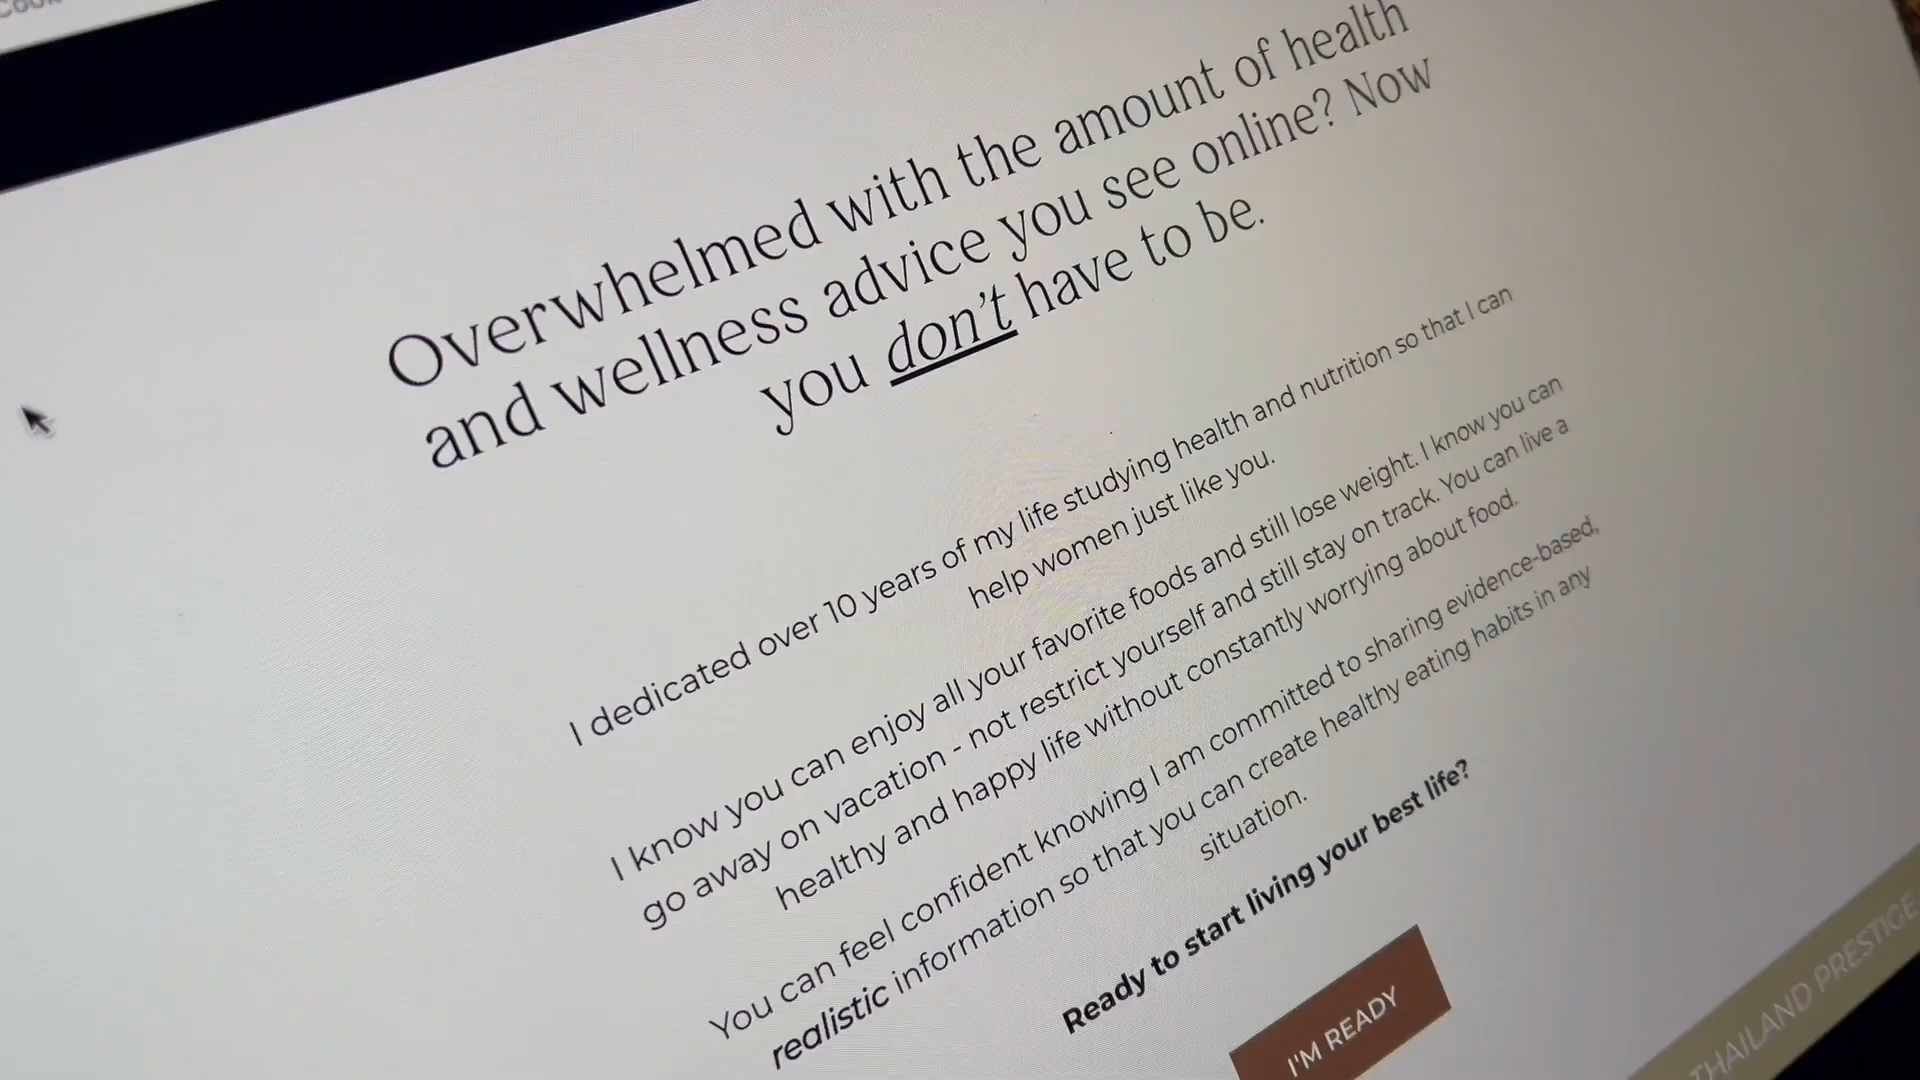 Overwhelmed with the amount of health
and wellness advice you see online? Now
you don't have to be.
I dedicated over 10 years of my life studying health and nutrition so that I can
help women just like you.
I know you can enjoy all your favorite foods and still lose weight. I know you can
go away on vacation - not restrict yourself and still stay on track. You can live a
healthy and happy life without constantly worrying about food.
You can feel confident knowing I am committed to sharing evidence-based,
realistic information so that you can create healthy eating habits in any
situation.
Ready to start living your best life?
I'M READY
THAILAND PRESTIGE